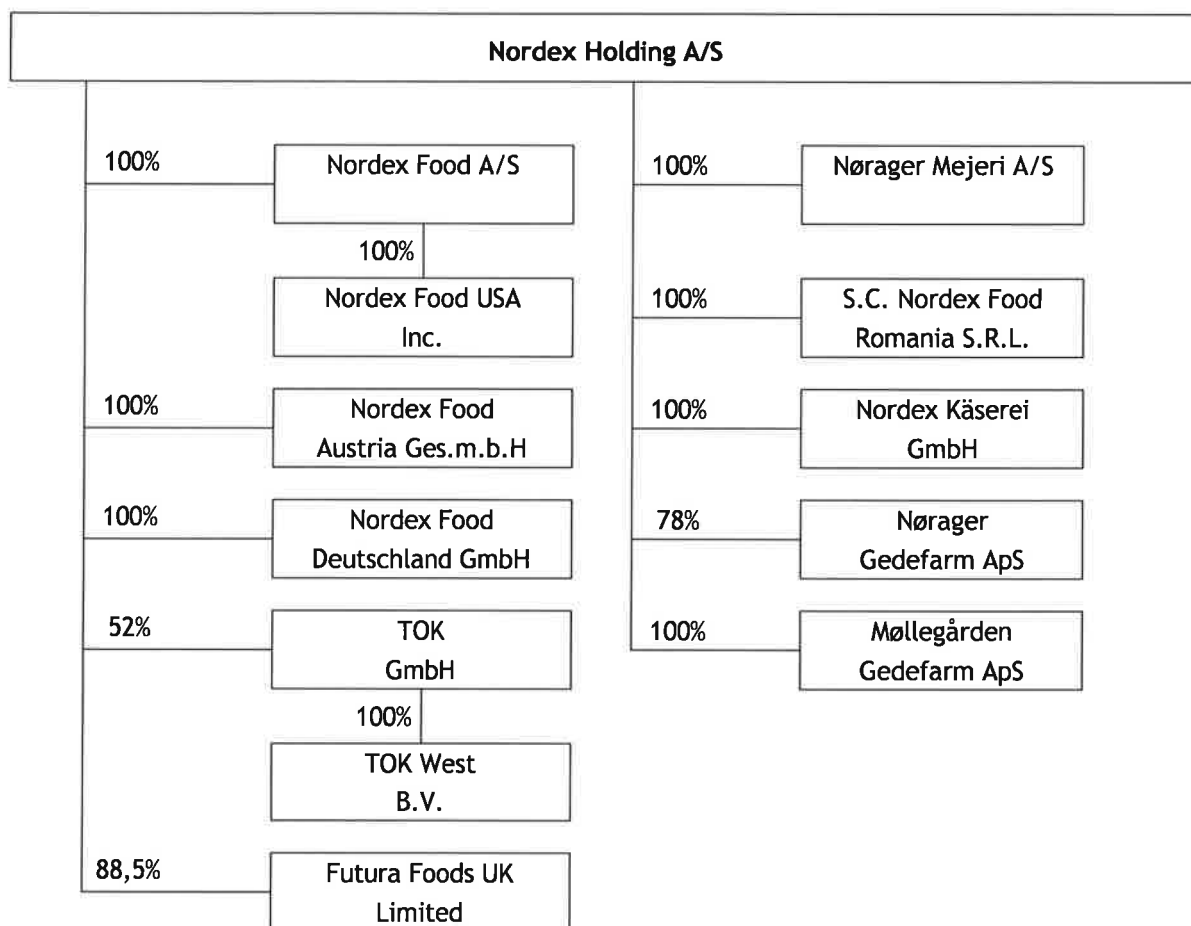 Nordex Holding A/S
100%
Nordex Food A/S
100%
Nordex Food USA
Inc.
100%
Nordex Food
Austria Ges.m.b.H
100%
Nordex Food
Deutschland GmbH
52%
TOK
GmbH
100%
TOK West
B.V.
88,5%
Futura Foods UK
Limited
100%
Nørager Mejeri A/S
100%
S.C. Nordex Food
Romania S.R.L.
100%
Nordex Käserei
GmbH
78%
Nørager
Gedefarm ApS
100%
Møllegården
Gedefarm ApS